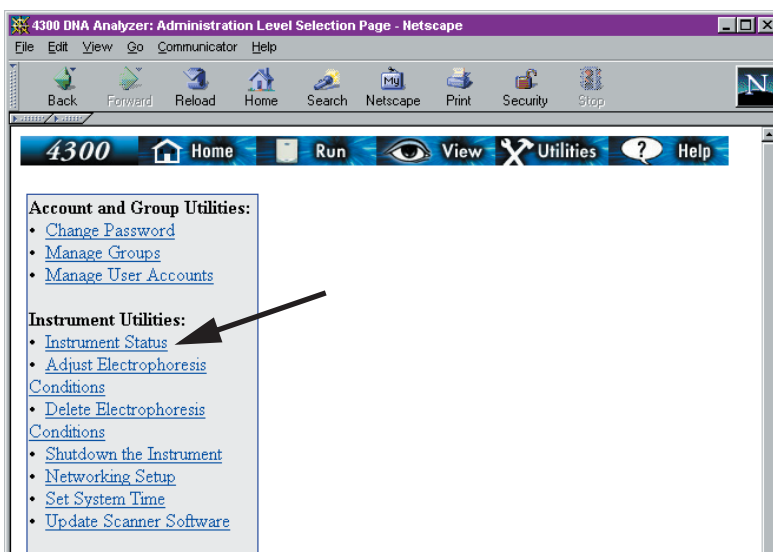 4300 DNA Analyzer: Administration Level Selection Page - Netscape
File Edit View Go Communicator Help
My
N
Back Forward Reload Home Search Netscape Print Security Stop
4300 Home Run View Utilities ? Help
Account and Group Utilities:
• Change Password
• Manage Groups
• Manage User Accounts
Instrument Utilities:
• Instrument Status
• Adjust Electrophoresis
Conditions
• Delete Electrophoresis
Conditions
• Shutdown the Instrument
• Networking Setup
• Set System Time
• Update Scanner Software